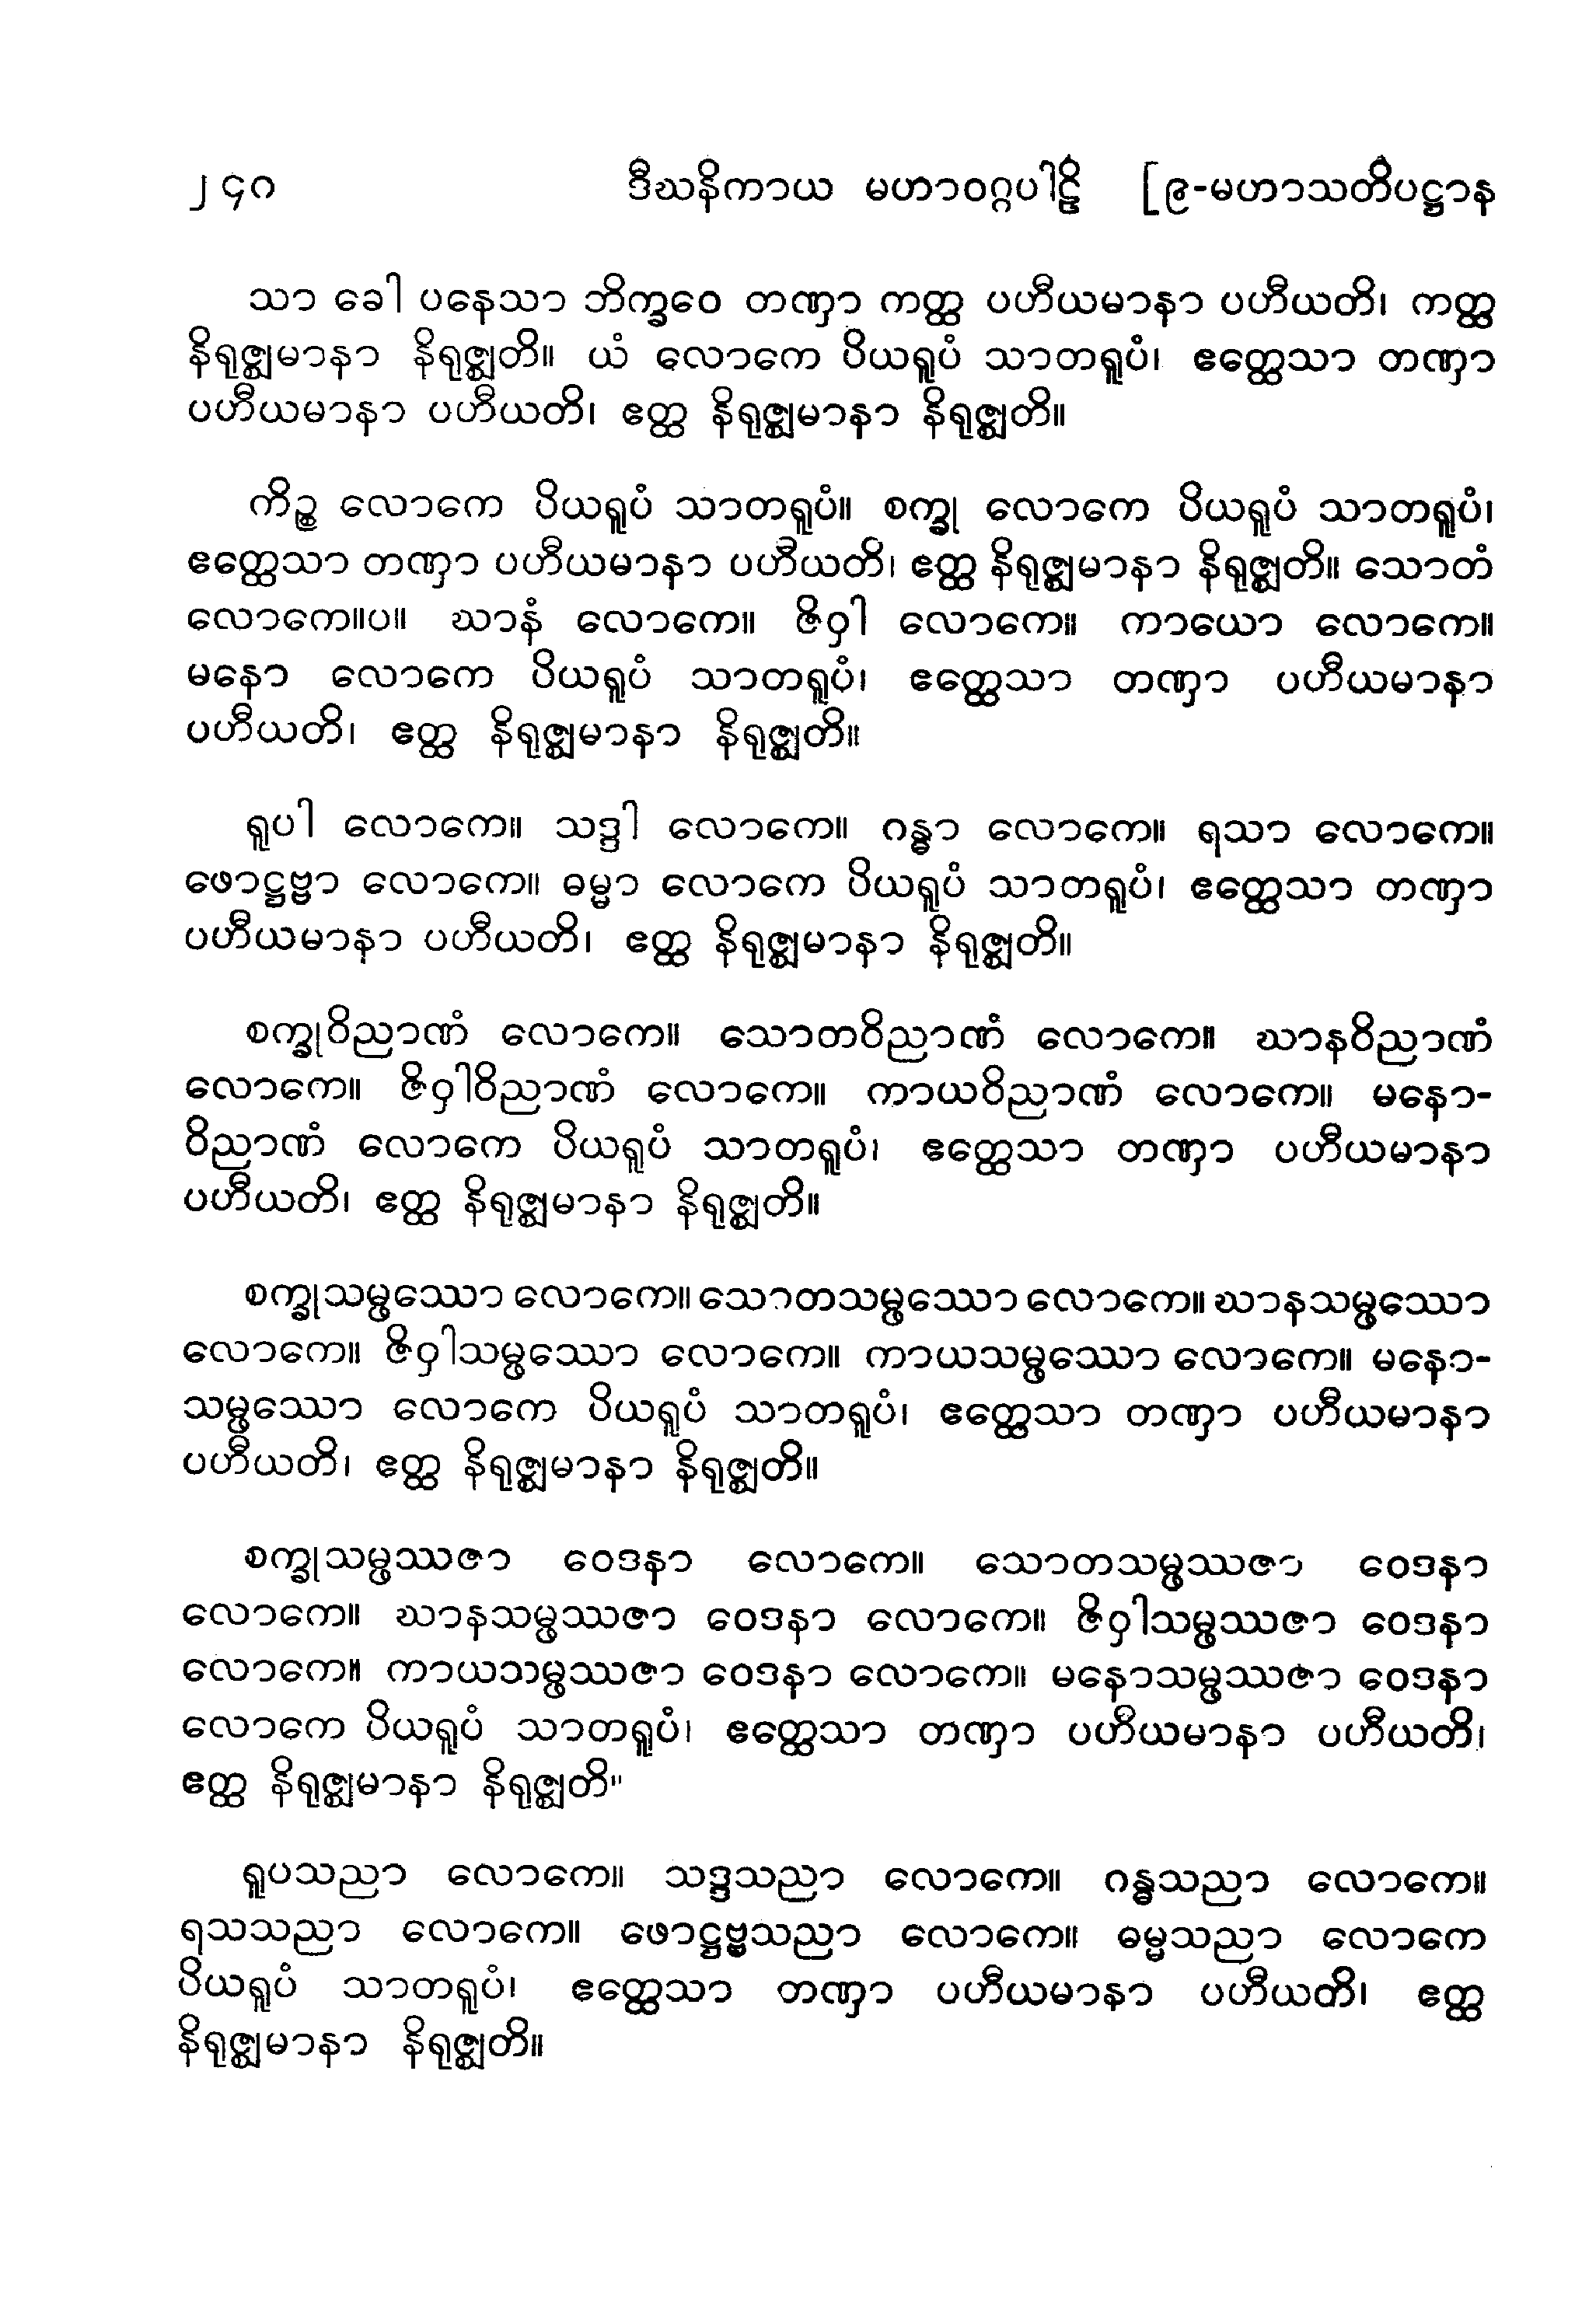 ၂၄၀ ဒီဃနိကာယ မဟာဝဂ္ဂပါဠိ [၉-မဟာသတိပဋ္ဌာန
သာ ခေါ ပနေသာ ဘိက္ခဝေ တဏှာ ကတ္ထ ပဟီယမာနာ ပဟီယတိ၊ ကတ္ထ
နိရုဇ္ဈမာနာ နိရုဇ္ဈတိ။ ယံ လောကေ ပိယရူပံ သာတရူပံ၊ ဧတ္ထေသာ တဏှာ
ပဟီယမာနာ ပဟီယတိ၊ ဧတ္ထ နိရုဇ္ဈမာနာ နိရုဇ္ဈတိ။
ကိဉ္စ လောကေ ပိယရူပံ သာတရူပံ။ စက္ခု လောကေ ပိယရူပံ သာတရူပံ၊
ဧတ္ထေသာ တဏှာ ပဟီယမာနာ ပဟီယတိ၊ ဧတ္ထ နိရုဇ္ဈမာနာ နိရုဇ္ဈတိ။ သောတံ
လောကေ။ပ။ ဃာနံ လောကေ။ ဇိဝှါ လောကေ။ ကာယော လောကေ။
မနော လောကေ ပိယရူပံ သာတရူပံ၊ ဧတ္ထေသာ တဏှာ ပဟီယမာနာ
ပဟီယတိ၊ ဧတ္ထ နိရုဇ္ဈမာနာ နိရုဇ္ဈတိ။
ရူပါ လောကေ။ သဒ္ဒါ လောကေ။ ဂန္ဓာ လောကေ။ ရသာ လောကေ။
ဖောဋ္ဌဗ္ဗာ လောကေ။ ဓမ္မာ လောကေ ပိယရူပံ သာတရူပံ၊ ဧတ္ထေသာ တဏှာ
ပဟီယမာနာ ပဟီယတိ၊ ဧတ္ထ နိရုဇ္ဈမာနာ နိရုဇ္ဈတိ။
စက္ခုဝိညာဏံ လောကေ။ သောတဝိညာဏံ လောကေ။ ဃာနဝိညာဏံ
လောကေ။ ဇိဝှါဝိညာဏံ လောကေ။ ကာယဝိညာဏံ လောကေ။ မနော-
ဝိညာဏံ လောကေ ပိယရူပံ သာတရူပံ၊ ဧတ္ထေသာ တဏှာ ပဟီယမာနာ
ပဟီယတိ၊ ဧတ္ထ နိရုဇ္ဈမာနာ နိရုဇ္ဈတိ။
စက္ခုသမ္ဖဿော လောကေ။ သောတသမ္ဖဿော လောကေ။ ဃာနသမ္ဖဿော
လောကေ။ ဇိဝှါသမ္ဖဿော လောကေ။ ကာယသမ္ဖဿော လောကေ။ မနော-
သမ္ဖဿော လောကေ ပိယရူပံ သာတရူပံ၊ ဧတ္ထေသာ တဏှာ ပဟီယမာနာ
ပဟီယတိ၊ ဧတ္ထ နိရုဇ္ဈမာနာ နိရုဇ္ဈတိ။
စက္ခုသမ္ဖဿဇာ ဝေဒနာ လောကေ။ သောတသမ္ဖဿဇာ ဝေဒနာ
လောကေ။ ဃာနသမ္ဖဿဇာ ဝေဒနာ လောကေ။ ဇိဝှါသမ္ဖဿဇာ ဝေဒနာ
လောကေ။ ကာယသမ္ဖဿဇာ ဝေဒနာ လောကေ။ မနောသမ္ဖဿဇာ ဝေဒနာ
လောကေ ပိယရူပံ သာတရူပံ၊ ဧတ္ထေသာ တဏှာ ပဟီယမာနာ ပဟီယတိ၊
ဧတ္ထ နိရုဇ္ဈမာနာ နိရုဇ္ဈတိ။
ရူပသညာ လောကေ။ သဒ္ဒသညာ လောကေ။ ဂန္ဓသညာ လောကေ။
ရသသညာ လောကေ။ ဖောဋ္ဌဗ္ဗသညာ လောကေ။ ဓမ္မသညာ လောကေ
ပိယရူပံ သာတရူပံ၊ ဧတ္ထေသာ တဏှာ ပဟီယမာနာ ပဟီယတိ၊ ဧတ္ထ
နိရုဇ္ဈမာနာ နိရုဇ္ဈတိ။